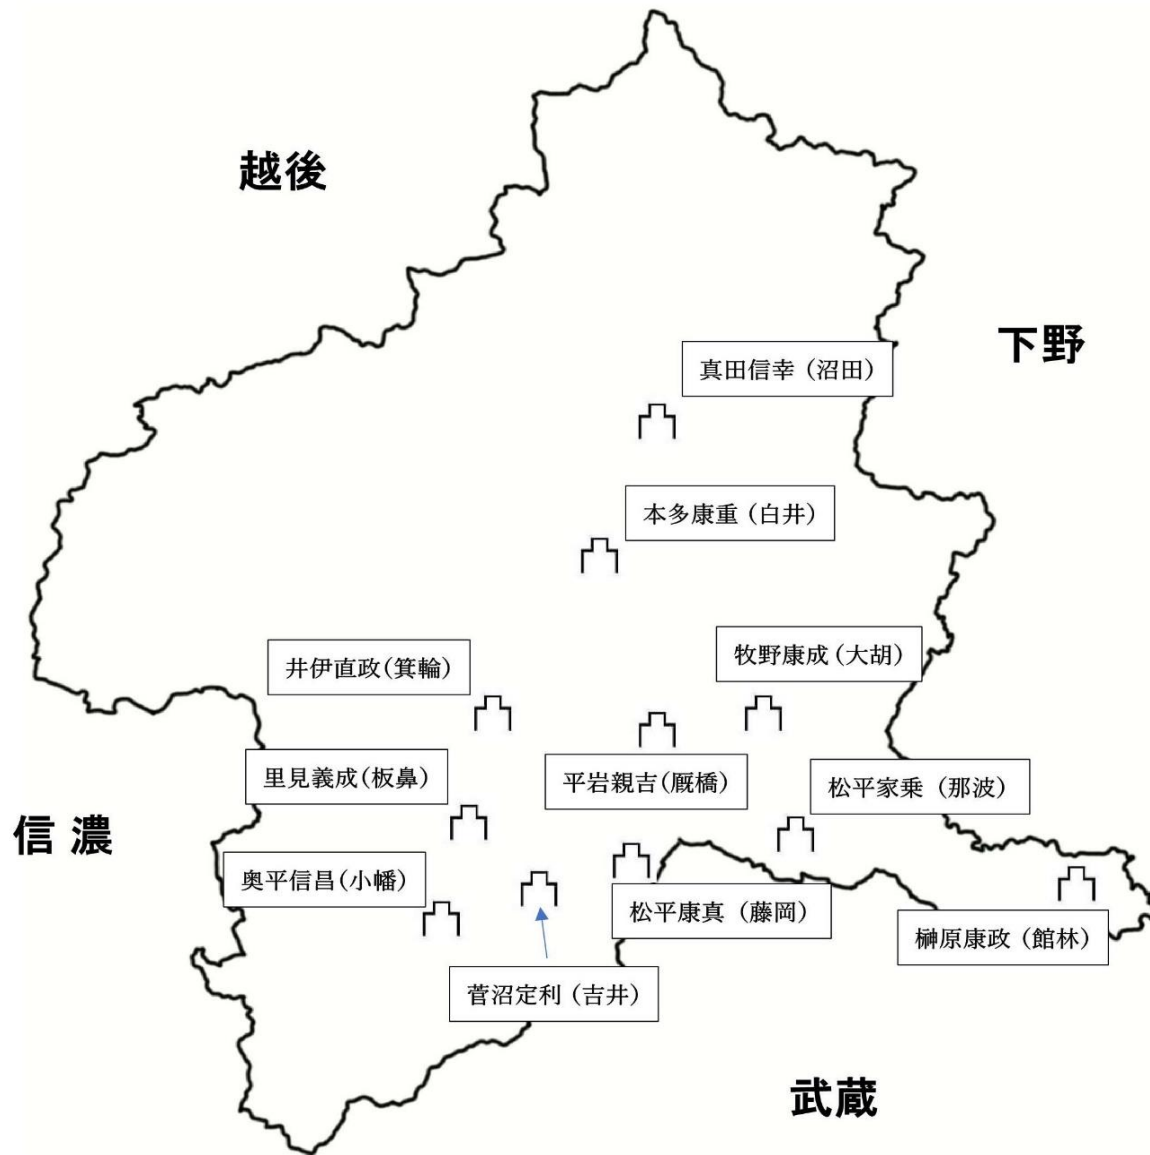 越後
下野
真田信幸（沼田）
本多康重（白井）
牧野康成（大胡）
井伊直政（箕輪）
里見義成（板鼻）
平岩親吉（厩橋）
松平家乗（那波）
信 濃
奥平信昌（小幡）
松平康真（藤岡）
榊原康政（館林）
菅沼定利（吉井）
武蔵